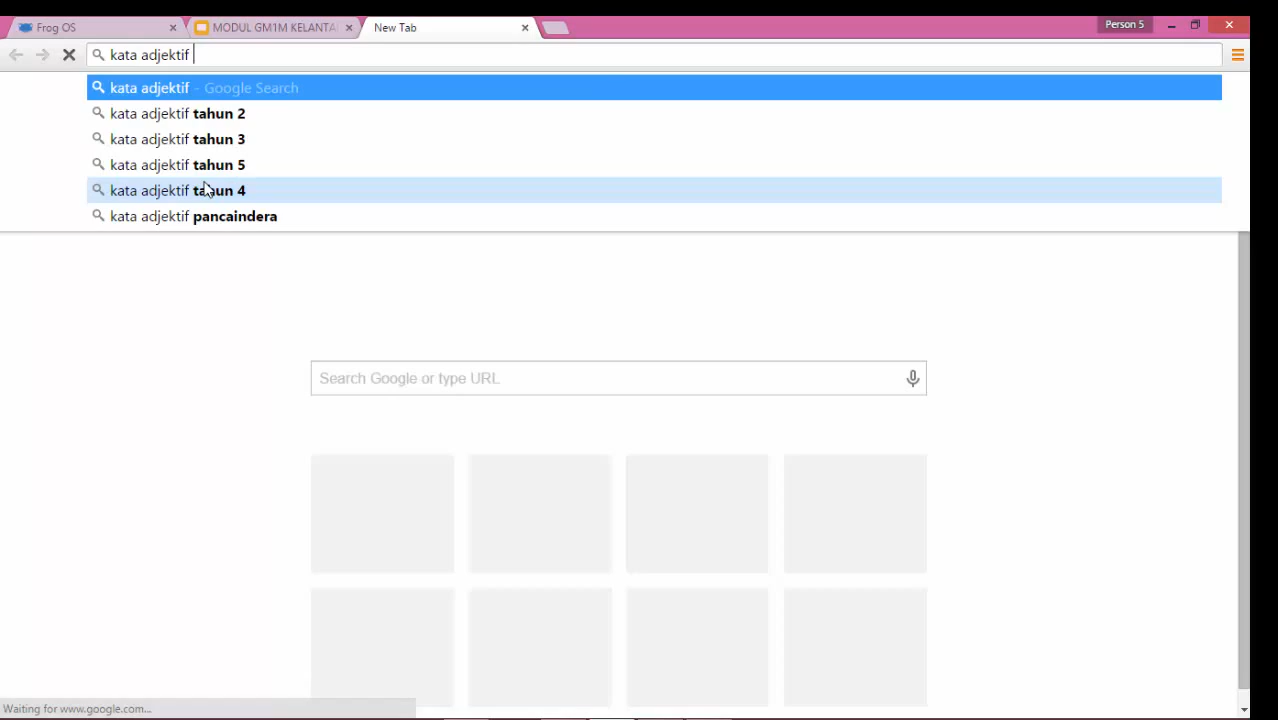 Frog OS
MODUL GM1M KELANTA
New Tab
Person 5
kata adjektif
kata adjektif - Google Search
kata adjektif tahun 2
kata adjektif tahun 3
kata adjektif tahun 5
kata adjektif tahun 4
kata adjektif pancaindera
Search Google or type URL
Waiting for www.google.com...